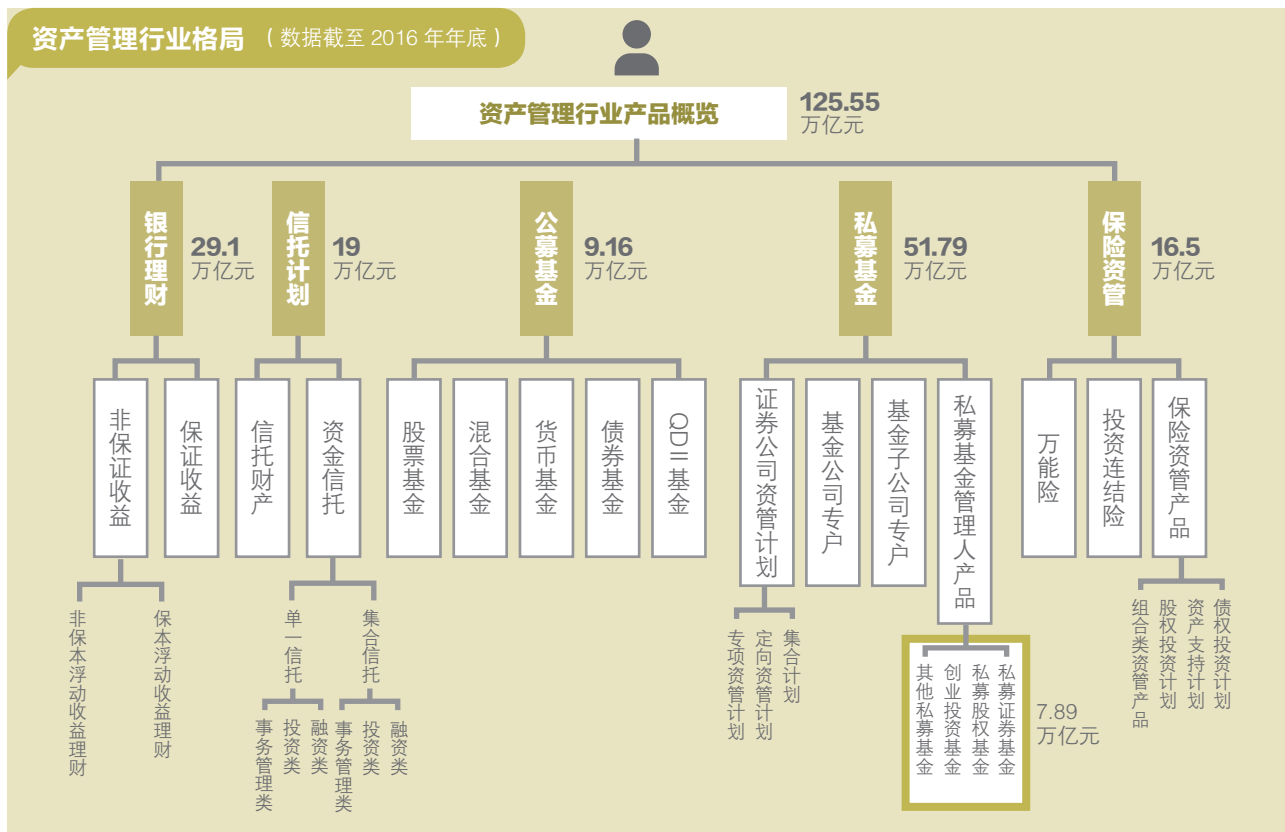 资产管理行业格局（数据截至 2016 年年底）
资产管理行业产品概览
125.55
万亿元
银行理财
29.1
万亿元
信托计划
19
万亿元
公募基金
9.16
万亿元
私募基金
51.79
万亿元
保险资管
16.5
万亿元
非保证收益
保证收益
信托财产
资金信托
股票基金
混合基金
货币基金
债券基金
QDII 基金
证券公司资管计划
基金公司专户
基金子公司专户
私募基金管理人产品
万能险
投资连结险
保险资管产品
非保本浮动收益理财
保本浮动收益理财
单一信托
集合信托
事务管理类
投资类
融资类
事务管理类
投资类
融资类
专项资管计划
定向资管计划
集合计划
其他私募基金
创业投资基金
私募股权基金
私募证券基金
7.89
万亿元
组合类资管产品
股权投资计划
资产支持计划
债权投资计划